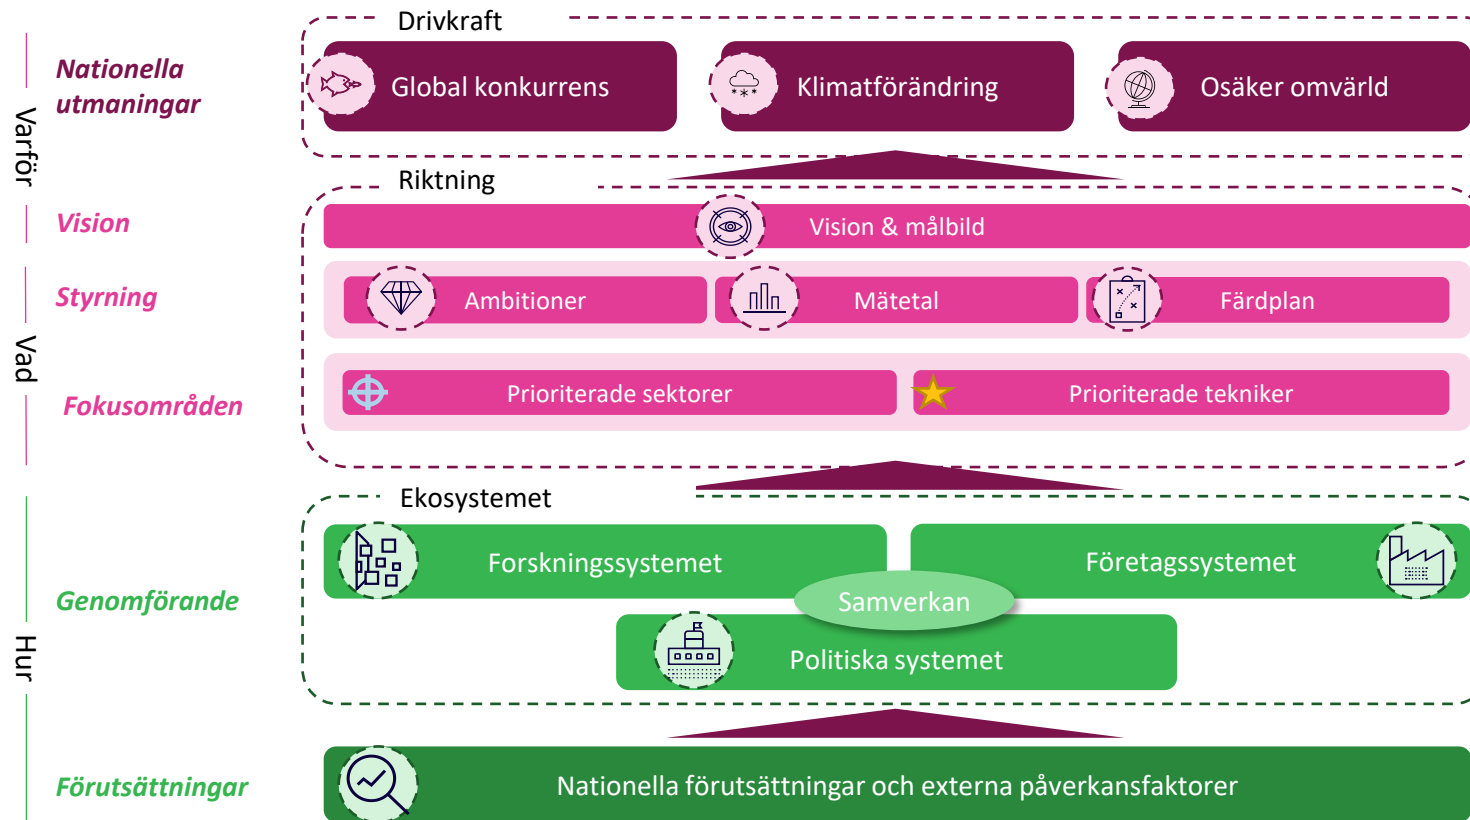 Drivkraft
Nationella
utmaningar
Global konkurrens
Klimatförändring
Osäker omvärld
Varför
Riktning
Vision
Vision & målbild
Styrning
Ambitioner
Mätetal
Färdplan
Vad
Fokusområden
Prioriterade sektorer
Prioriterade tekniker
Ekosystemet
Forskningssystemet
Företagssystemet
Genomförande
Samverkan
Hur
Politiska systemet
Förutsättningar
Nationella förutsättningar och externa påverkansfaktorer